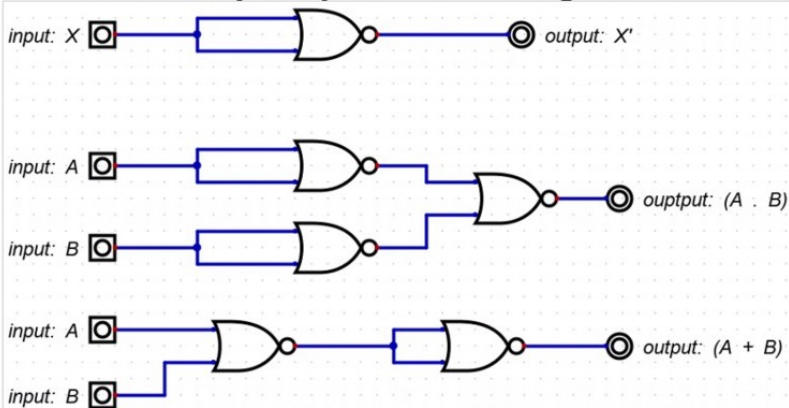 input: X output: X'
input: A
ouptput: (A . B)
input: B
input: A
output: (A + B)
input: B